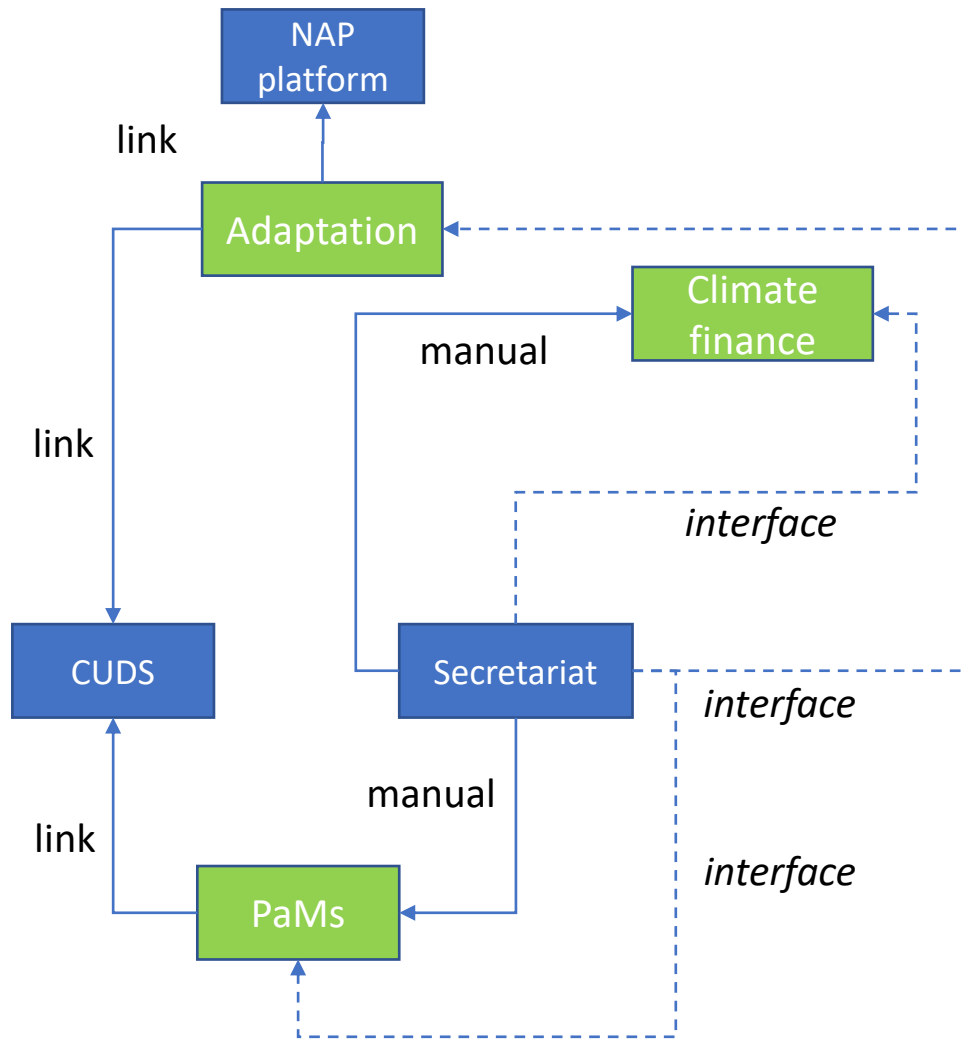 NAP
platform
link
Adaptation
Climate
finance
manual
link
interface
CUDS
Secretariat
interface
manual
link
interface
PaMs